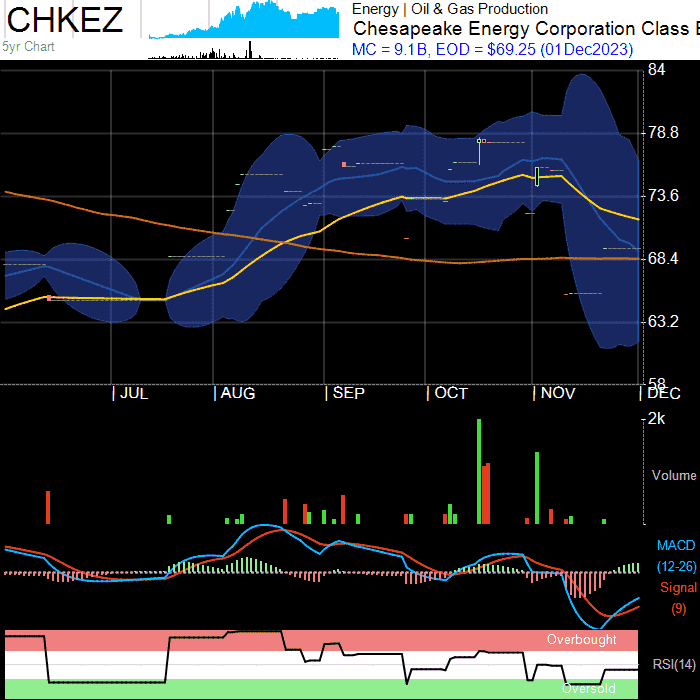 CHKEZ
5yr Chart
Energy | Oil & Gas Production
Chesapeake Energy Corporation Class
MC = 9.1B, EOD = $69.25 (01Dec2023)
84
78.8
73.6
68.4
63.2
58
JUL
AUG
SEP
OCT
NOV
DEC
2k
Volume
MACD
(12-26)
Signal
(9)
Overbought
RSI(14)
Oversold